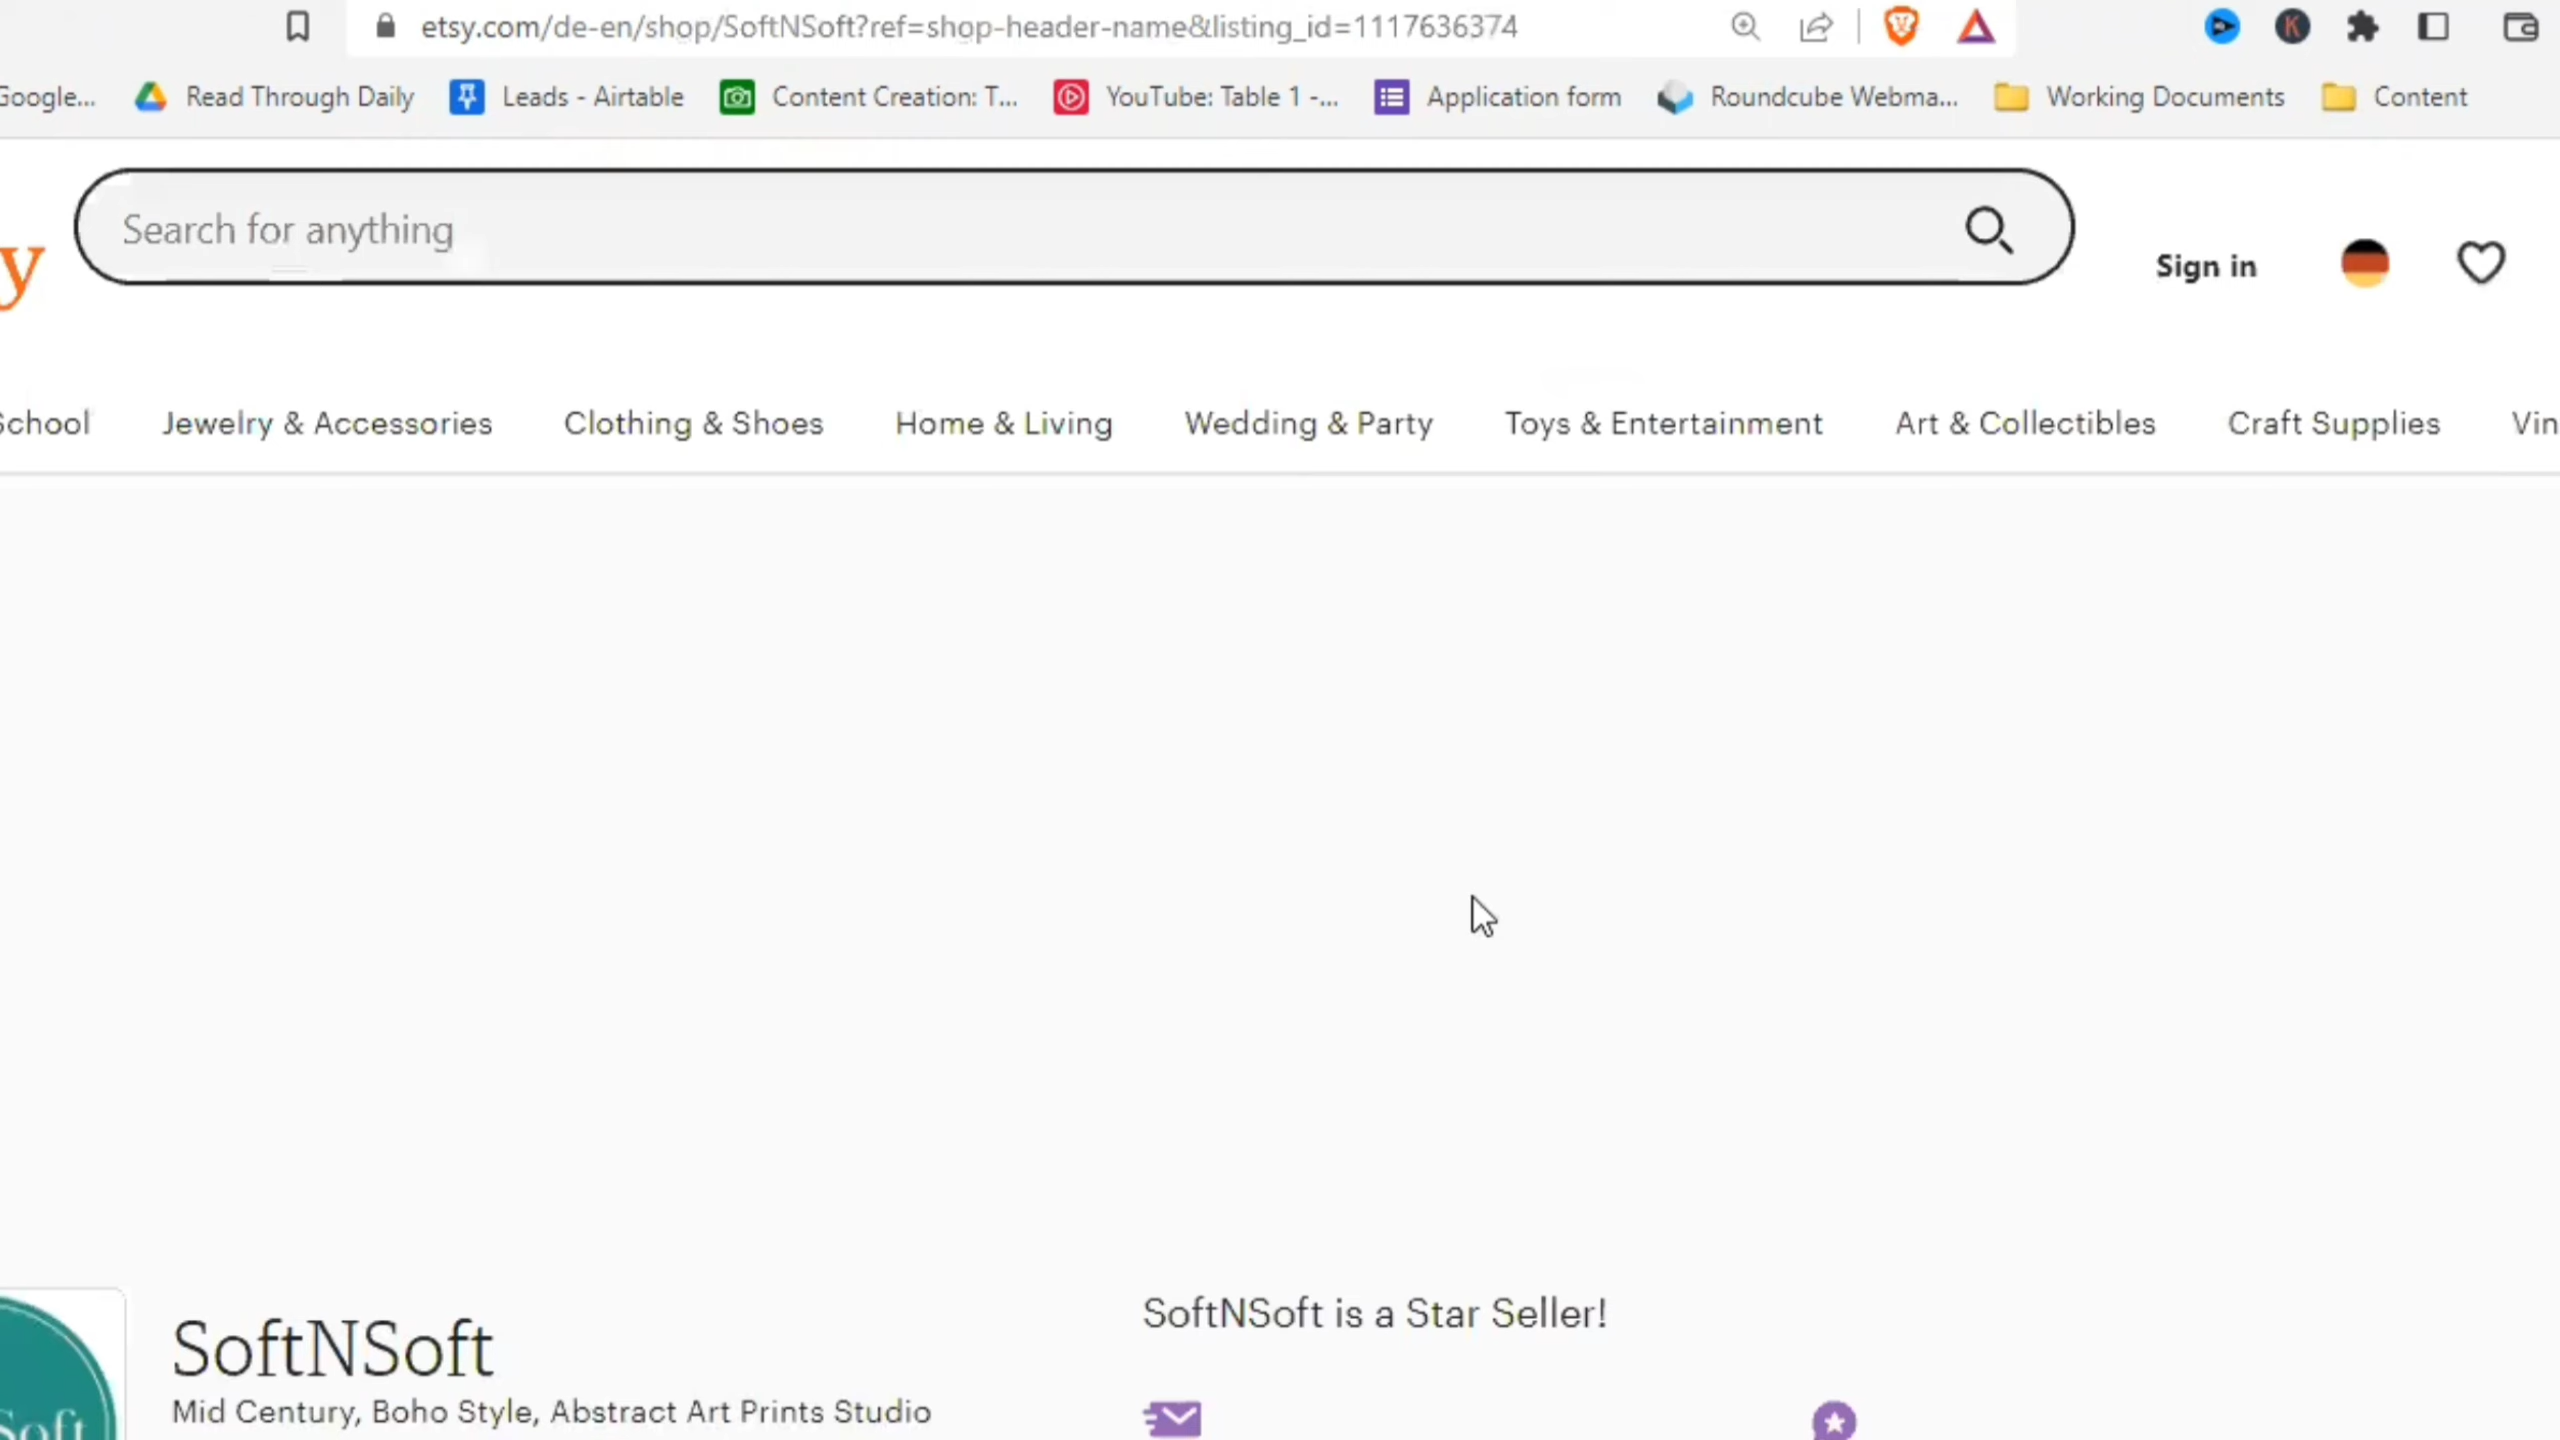 etsy.com/de-en/shop/SoftNSoft?ref=shop-header-name&listing_id=1117636374
Google... Read Through Daily Leads - Airtable Content Creation: T... YouTube: Table 1 -... Application form Roundcube Webma... Working Documents Content
Search for anything
y
Sign in
School Jewelry & Accessories Clothing & Shoes Home & Living Wedding & Party Toys & Entertainment Art & Collectibles Craft Supplies Vin
SoftNSoft is a Star Seller!
SoftNSoft
Mid Century, Boho Style, Abstract Art Prints Studio
Soft